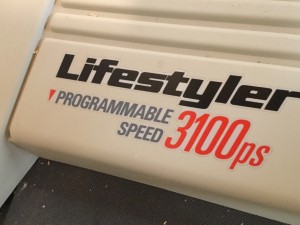 Lifestyler
PROGRAMMABLE
SPEED 3100ps